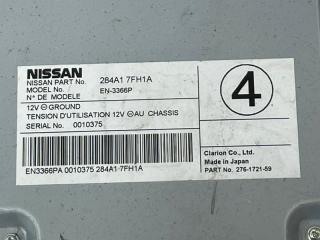 NISSAN
NISSAN PART No. 284A1 7FH1A
MODEL No. EN-3366P
N° DE MODELE
12V ⊖ GROUND
TENSION D'UTILISATION 12V ⊖ AU CHASSIS
SERIAL No. 0010375
4
EN3366PA 0010375 284A1-7FH1A
Clarion Co., Ltd.
Made in Japan
PART No. 276-1721-59